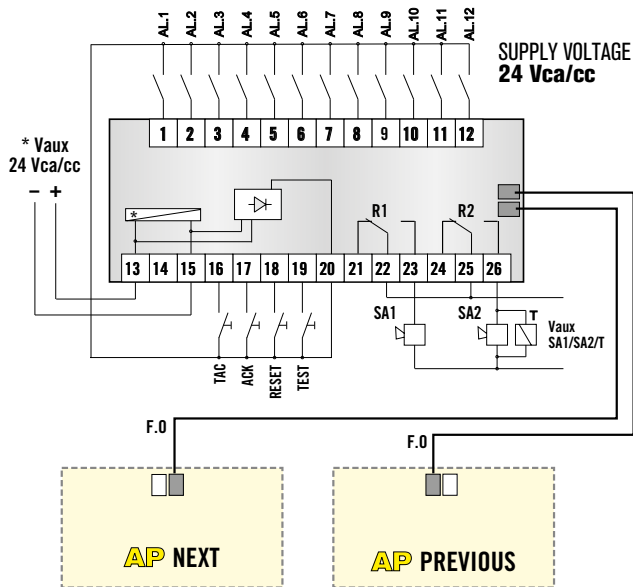 AL.1 AL.2 AL.3 AL.4 AL.5 AL.6 AL.7 AL.8 AL.9 AL.10 AL.11 AL.12
SUPPLY VOLTAGE
24 Vca/cc
1 2 3 4 5 6 7 8 9 10 11 12
* Vaux
24 Vca/cc
− +
*
R1 R2
13 14 15 16 17 18 19 20 21 22 23 24 25 26
SA1 SA2 T
Vaux
SA1/SA2/T
TAC ACK RESET TEST
F.O F.O
AP NEXT
AP PREVIOUS